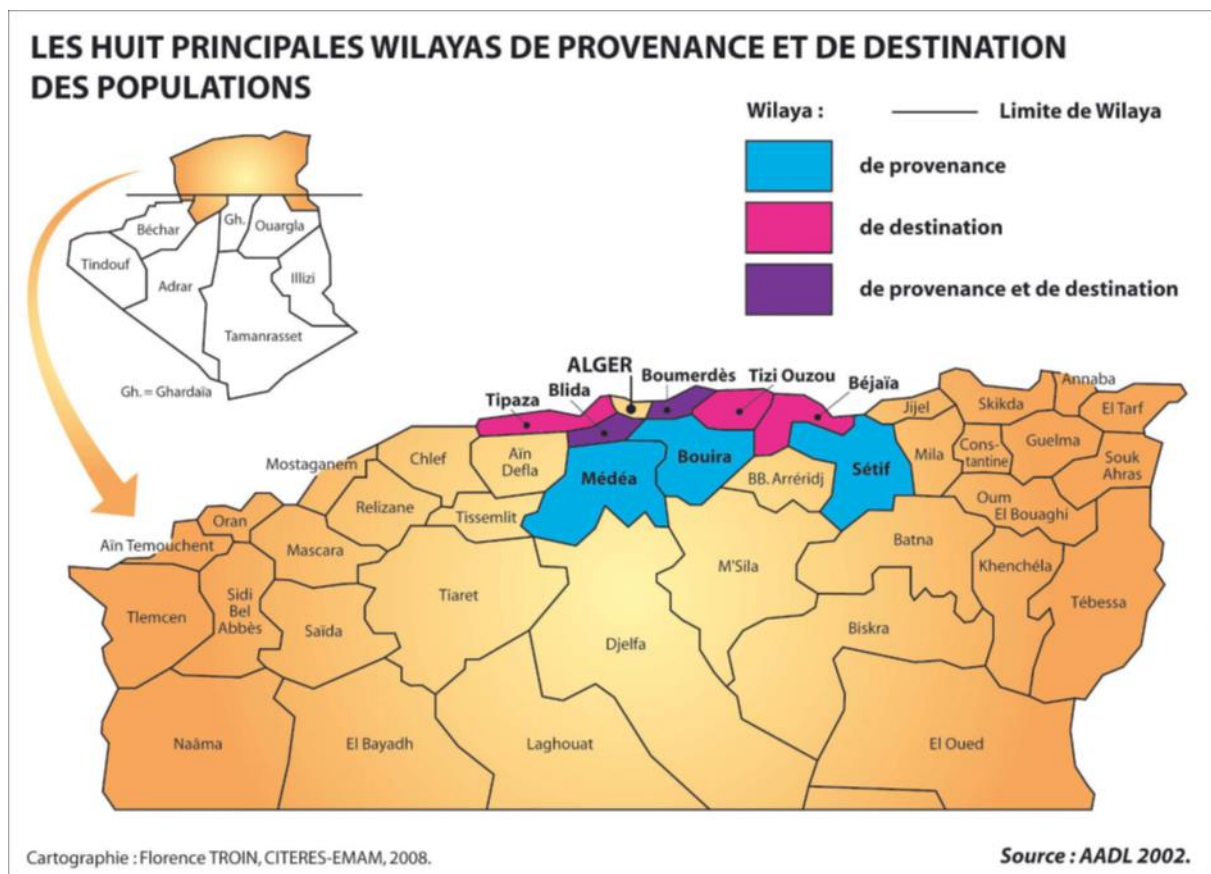 LES HUIT PRINCIPALES WILAYAS DE PROVENANCE ET DE DESTINATION
DES POPULATIONS
Wilaya :
Limite de Wilaya
de provenance
de destination
de provenance et de destination
Béchar
Gh.
Ouargla
Tindouf
Adrar
Illizi
Tamanrasset
Gh. = Ghardaïa
ALGER
Boumerdès
Tizi Ouzou
Béjaïa
Blida
Tipaza
Annaba
Jijel
Skikda
El Tarf
Mostaganem
Chlef
Aïn
Defla
Médéa
Bouira
BB. Arréridj
Sétif
Mila
Cons-
tantine
Guelma
Souk
Ahras
Oran
Relizane
Tissemlit
Oum
El Bouaghi
Aïn Temouchent
Mascara
Batna
Khenchéla
Tlemcen
Sidi
Bel
Abbès
Saïda
Tiaret
M'Sila
Tébessa
Djelfa
Biskra
Naâma
El Bayadh
Laghouat
El Oued
Cartographie : Florence TROIN, CITERES-EMAM, 2008.
Source : AADL 2002.